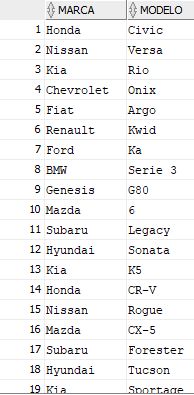 MARCA MODELO
1 Honda Civic
2 Nissan Versa
3 Kia Rio
4 Chevrolet Onix
5 Fiat Argo
6 Renault Kwid
7 Ford Ka
8 BMW Serie 3
9 Genesis G80
10 Mazda 6
11 Subaru Legacy
12 Hyundai Sonata
13 Kia K5
14 Honda CR-V
15 Nissan Rogue
16 Mazda CX-5
17 Subaru Forester
18 Hyundai Tucson
19 Kia Sportage